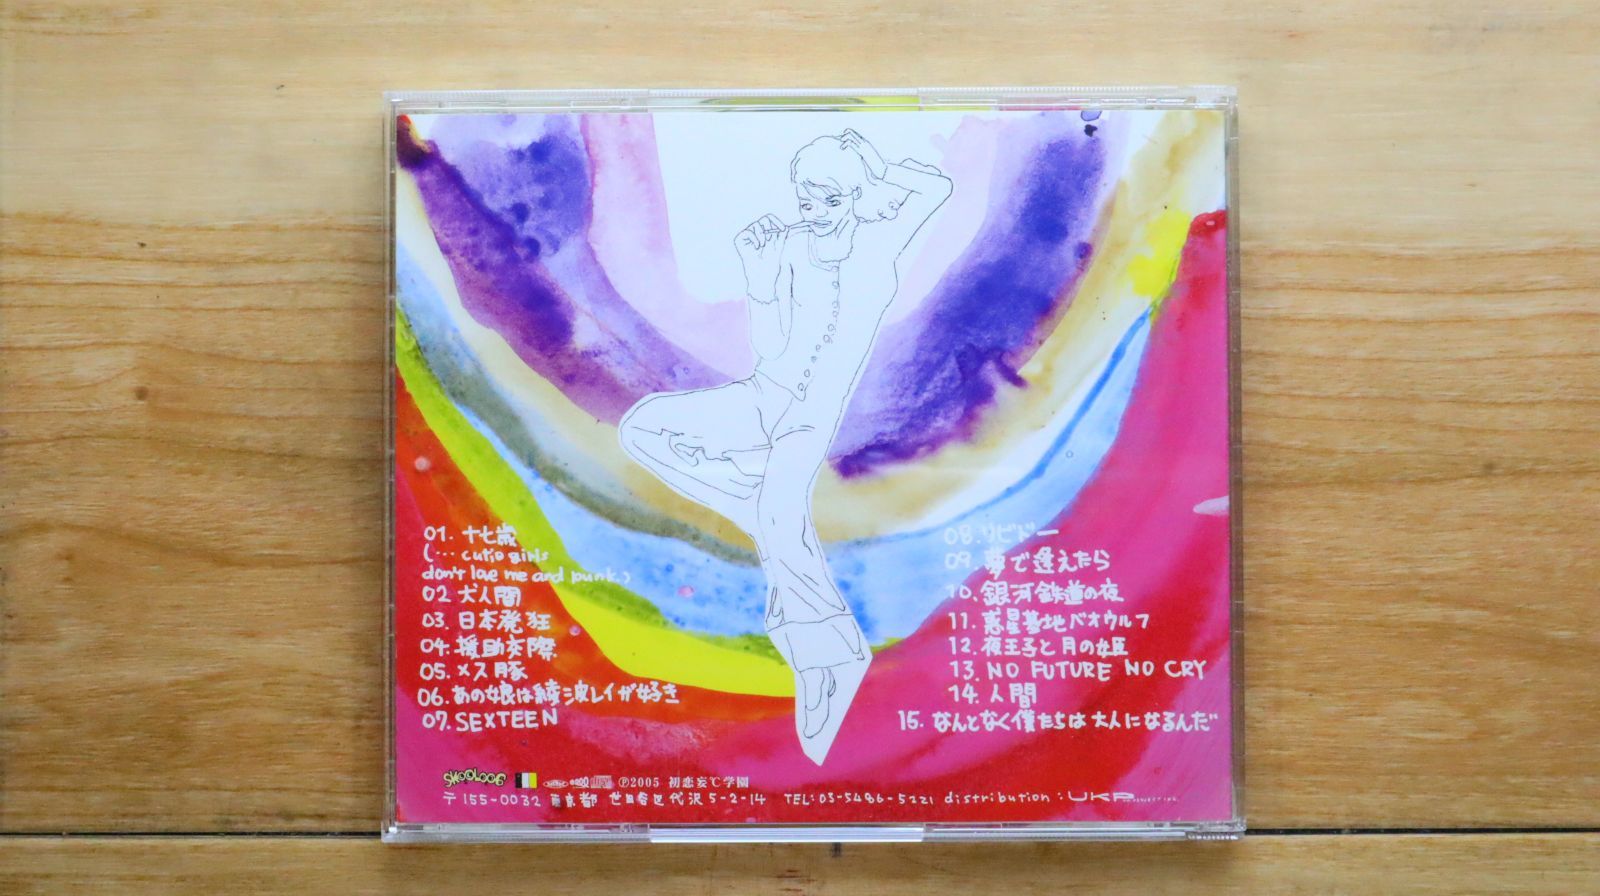 01. 十七歳
(… cutie girls
don't love me and punk.)
02 犬人間
03. 日本発狂
04. 援助交際
05. メス豚
06. あの娘は綾波レイが好き
07. SEXTEEN
08. リビドー
09. 夢で逢えたら
10. 銀河鉄道の夜
11. 惑星基地ベオウルフ
12. 夜王子と月の姫
13. NO FUTURE NO CRY
14. 人間
15. なんとなく僕たちは大人になるんだ
SKOOLOOG
Ⓟ2005 初恋妄℃学園
〒155-0032 東京都 世田谷区代沢5-2-14 TEL:03-5486-5221 distribution: UKP